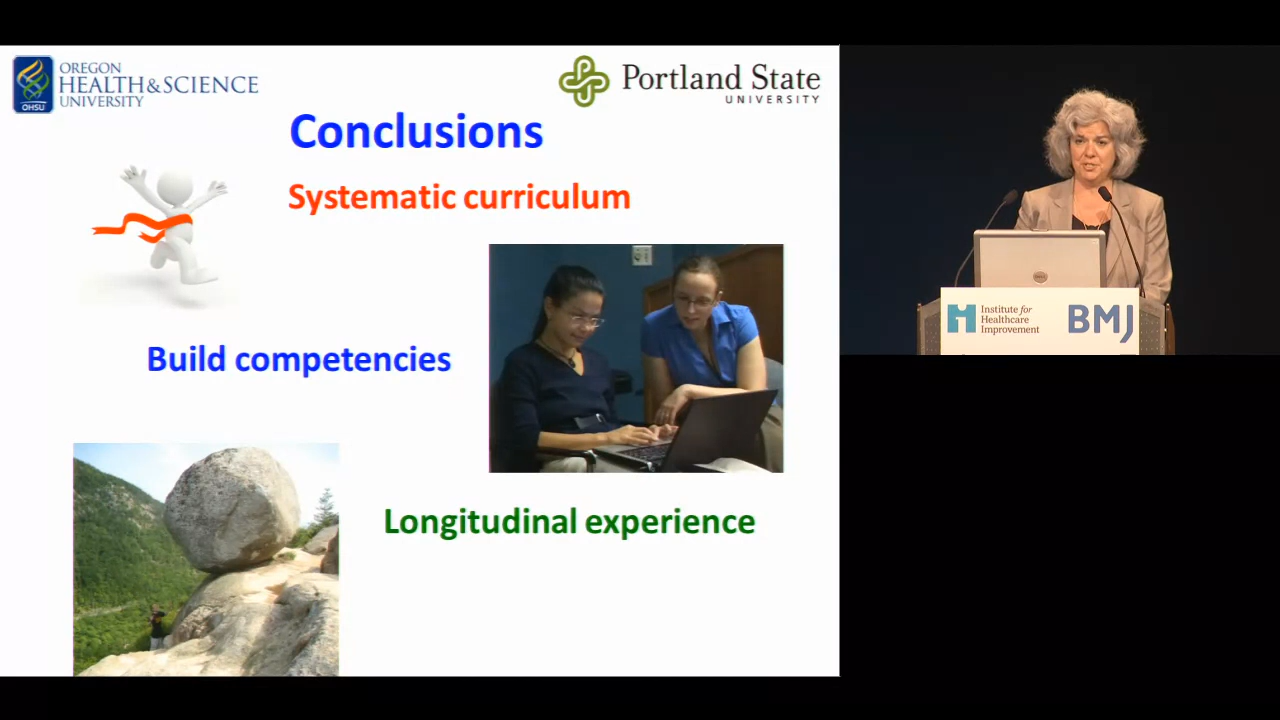 OREGON
HEALTH&SCIENCE
UNIVERSITY
OHSU
Portland State
UNIVERSITY
Conclusions
Systematic curriculum
Build competencies
Longitudinal experience
Institute for
Healthcare
Improvement
BMJ